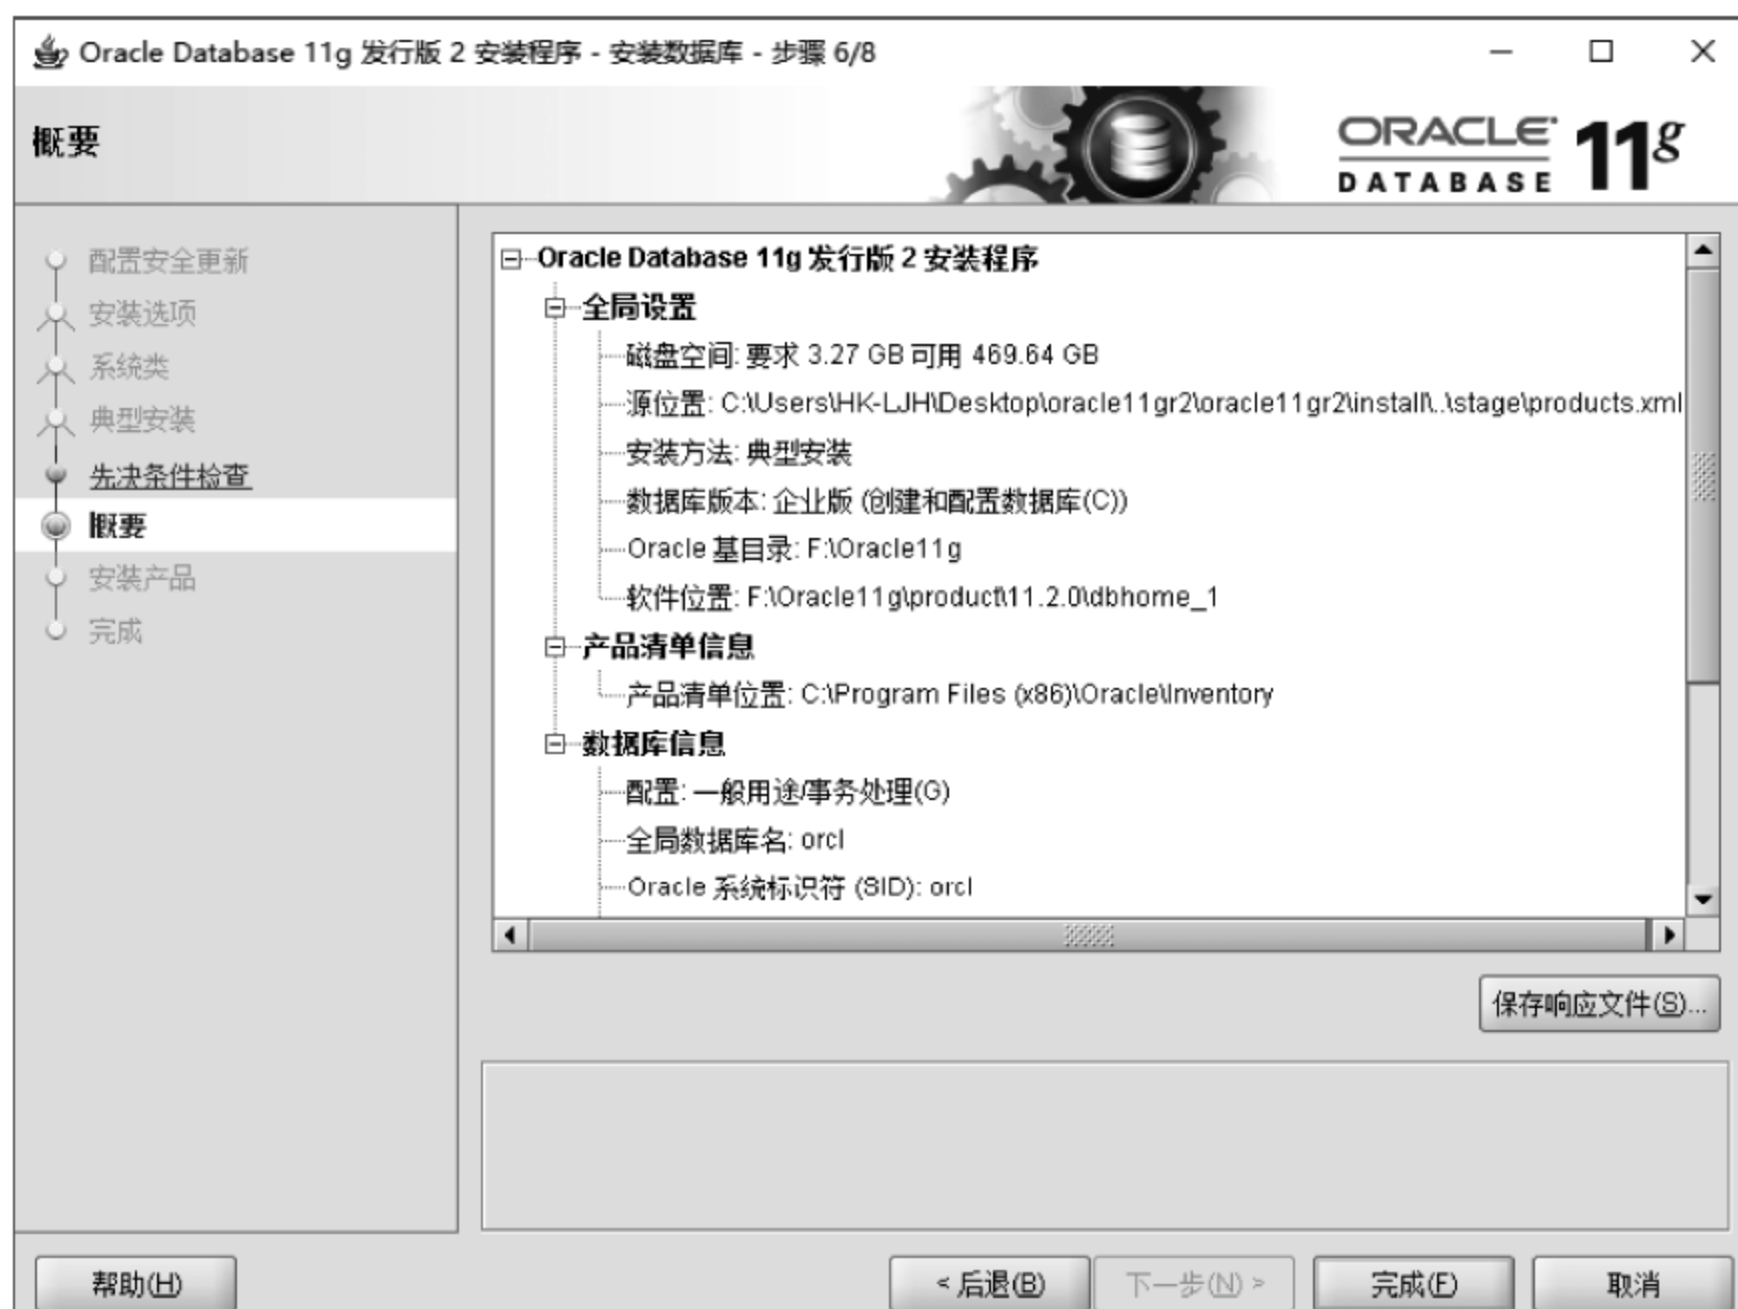 Oracle Database 11g 发行版 2 安装程序 - 安装数据库 - 步骤 6/8
概要
ORACLE
DATABASE
11g
配置安全更新
安装选项
系统类
典型安装
先决条件检查
概要
安装产品
完成
Oracle Database 11g 发行版 2 安装程序
全局设置
磁盘空间: 要求 3.27 GB 可用 469.64 GB
源位置: C:\Users\HK-LJH\Desktop\oracle11gr2\oracle11gr2\install\..\stage\products.xml
安装方法: 典型安装
数据库版本: 企业版 (创建和配置数据库(C))
Oracle 基目录: F:\Oracle11g
软件位置: F:\Oracle11g\product\11.2.0\dbhome_1
产品清单信息
产品清单位置: C:\Program Files (x86)\Oracle\Inventory
数据库信息
配置: 一般用途/事务处理(G)
全局数据库名: orcl
Oracle 系统标识符 (SID): orcl
保存响应文件(S)...
帮助(H)
< 后退(B)
下一步(N) >
完成(F)
取消